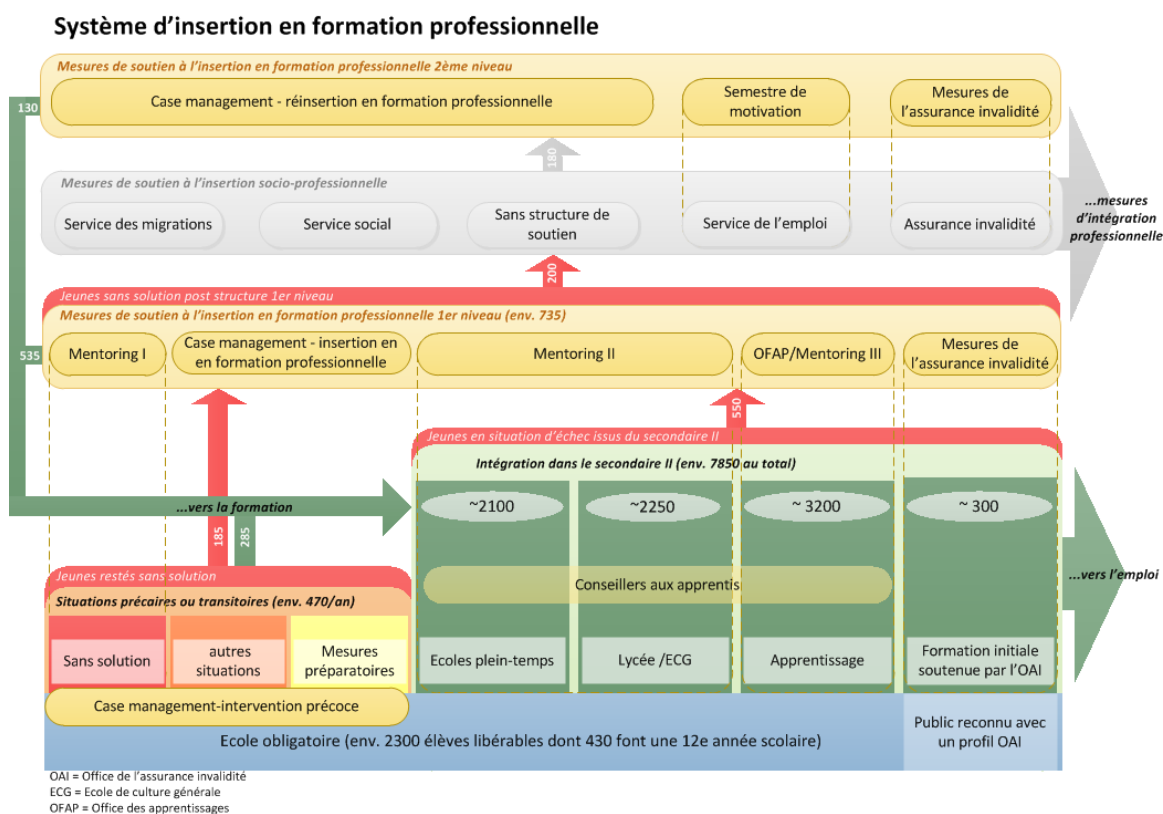 Système d'insertion en formation professionnelle
Mesures de soutien à l'insertion en formation professionnelle 2ème niveau
Case management - réinsertion en formation professionnelle
Semestre de
motivation
Mesures de
l'assurance invalidité
130
180
Mesures de soutien à l'insertion socio-professionnelle
Service des migrations
Service social
Sans structure de
soutien
Service de l'emploi
Assurance invalidité
...mesures
d'intégration
professionnelle
200
Jeunes sans solution post structure 1er niveau
Mesures de soutien à l'insertion en formation professionnelle 1er niveau (env. 735)
535
Mentoring I
Case management - insertion en
en formation professionnelle
Mentoring II
OFAP/Mentoring III
Mesures de
l'assurance invalidité
550
Jeunes en situation d'échec issus du secondaire II
Intégration dans le secondaire II (env. 7850 au total)
...vers la formation
~2100
~2250
~ 3200
~ 300
185
285
Jeunes restés sans solution
Situations précaires ou transitoires (env. 470/an)
Conseillers aux apprentis
...vers l'emploi
Sans solution
autres
situations
Mesures
préparatoires
Ecoles plein-temps
Lycée /ECG
Apprentissage
Formation initiale
soutenue par l'OAI
Case management-intervention précoce
Ecole obligatoire (env. 2300 élèves libérables dont 430 font une 12e année scolaire)
Public reconnu avec
un profil OAI
OAI = Office de l'assurance invalidité
ECG = Ecole de culture générale
OFAP = Office des apprentissages